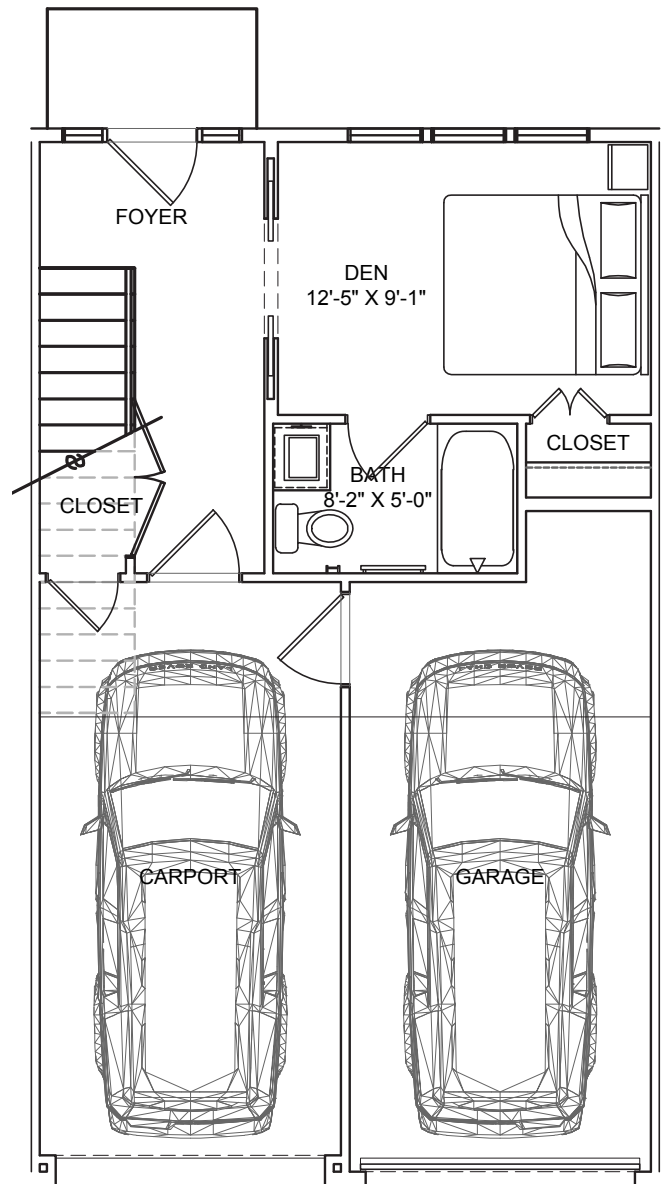 FOYER
DEN
12'-5" X 9'-1"
CLOSET
BATH
8'-2" X 5'-0"
CLOSET
CARPORT
GARAGE